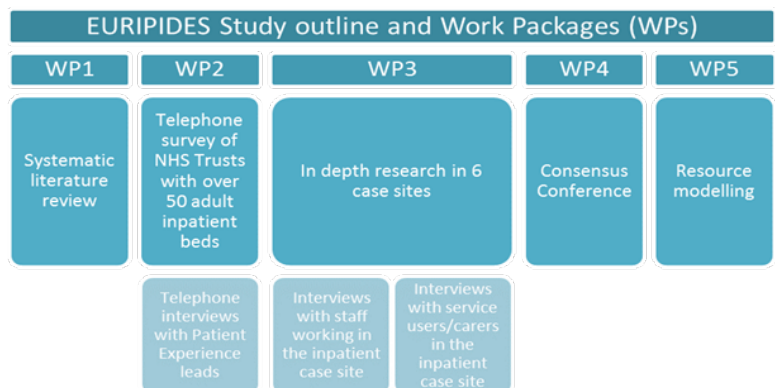 EURIPIDES Study outline and Work Packages (WPs)
WP1
WP2
WP3
WP4
WP5
Systematic
literature
review
Telephone
survey of
NHS Trusts
with over
50 adult
inpatient
beds
In depth research in 6
case sites
Consensus
Conference
Resource
modelling
Telephone
interviews
with Patient
Experience
leads
Interviews
with staff
working in
the inpatient
case site
Interviews
with service
users/carers
in the
inpatient
case site